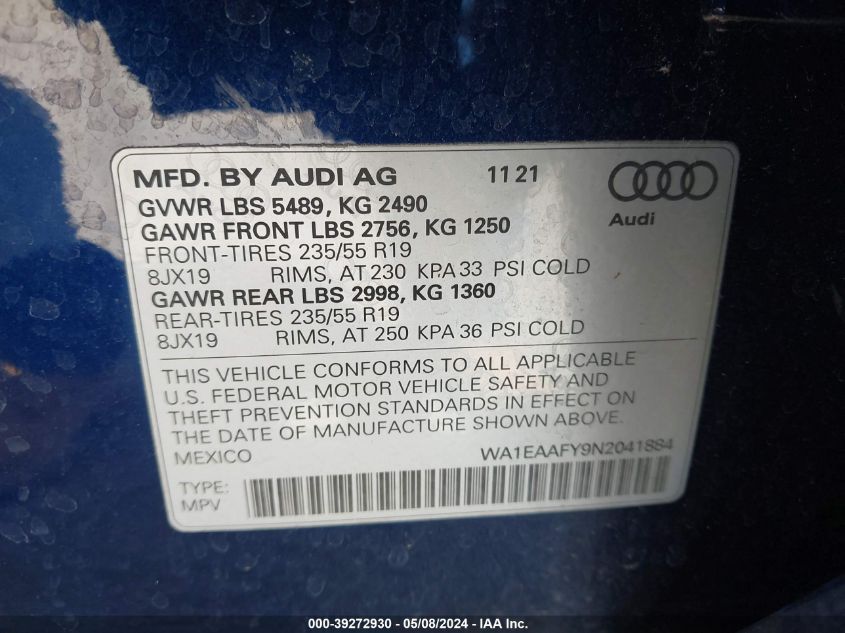 MFD. BY AUDI AG 11 21
Audi
GVWR LBS 5489, KG 2490
GAWR FRONT LBS 2756, KG 1250
FRONT-TIRES 235/55 R19
8JX19 RIMS, AT 230 KPA 33 PSI COLD
GAWR REAR LBS 2998, KG 1360
REAR-TIRES 235/55 R19
8JX19 RIMS, AT 250 KPA 36 PSI COLD
THIS VEHICLE CONFORMS TO ALL APPLICABLE
U.S. FEDERAL MOTOR VEHICLE SAFETY AND
THEFT PREVENTION STANDARDS IN EFFECT ON
THE DATE OF MANUFACTURE SHOWN ABOVE.
MEXICO WA1EAAFY9N2041884
TYPE:
MPV
000-39272930 - 05/08/2024 - IAA, Inc.